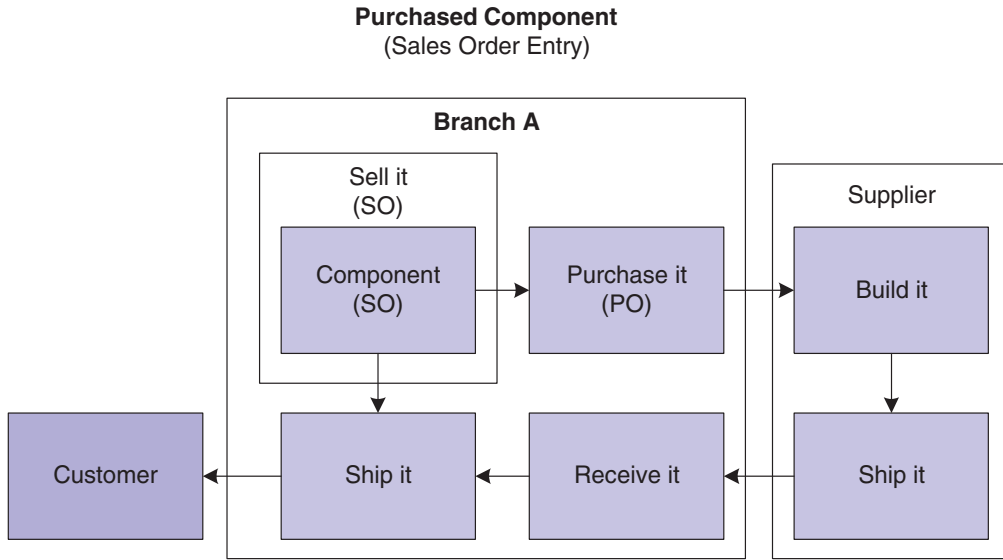 Purchased Component
(Sales Order Entry)
Branch A
Sell it
(SO)
Supplier
Component
(SO)
Purchase it
(PO)
Build it
Customer
Ship it
Receive it
Ship it